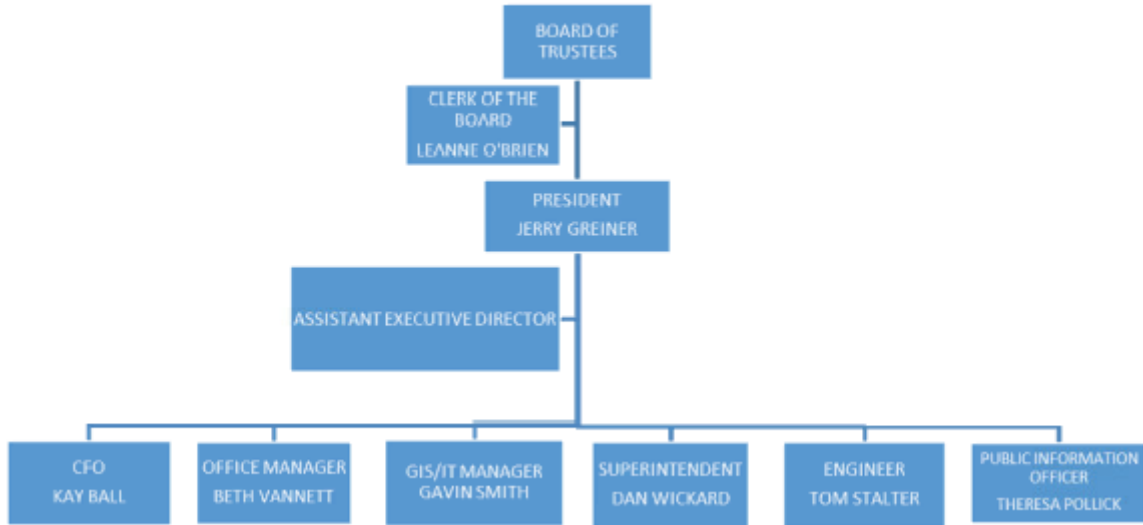 BOARD OF
TRUSTEES
CLERK OF THE
BOARD
LEANNE O'BRIEN
PRESIDENT
JERRY GREINER
ASSISTANT EXECUTIVE DIRECTOR
CFO
KAY BALL
OFFICE MANAGER
BETH VANNETT
GIS/IT MANAGER
GAVIN SMITH
SUPERINTENDENT
DAN WICKARD
ENGINEER
TOM STALTER
PUBLIC INFORMATION
OFFICER
THERESA POLLICK